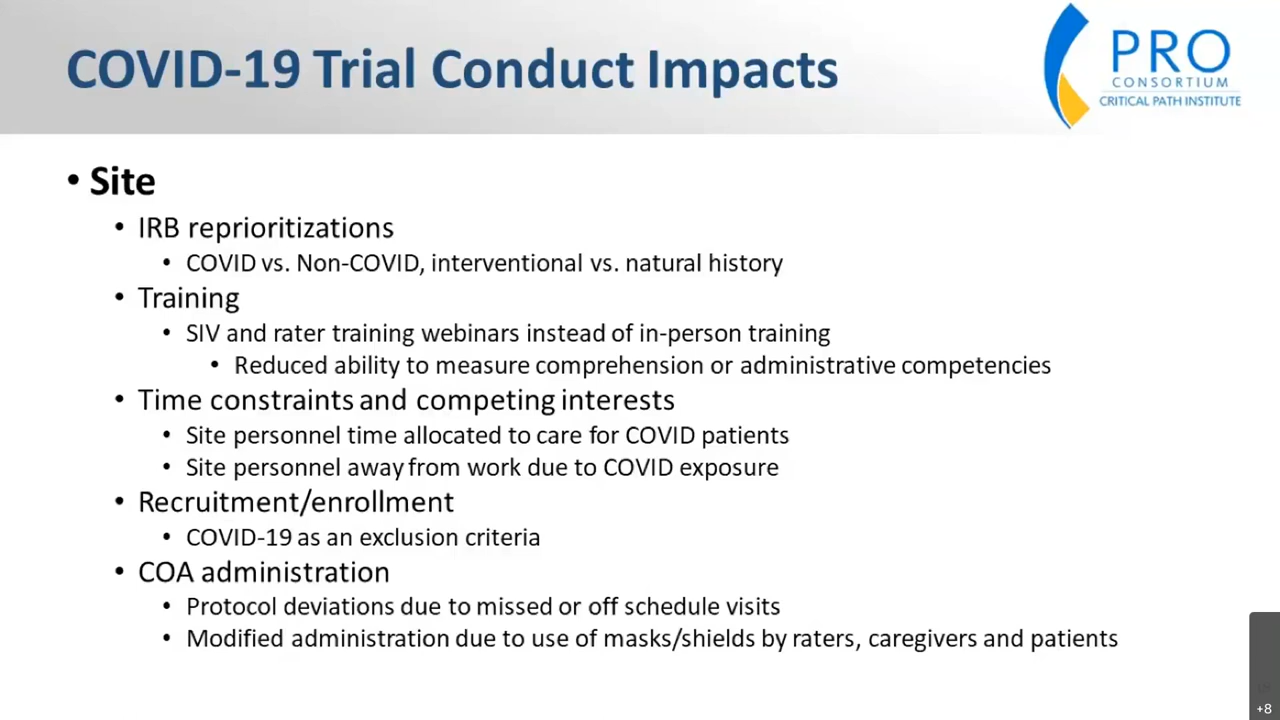 COVID-19 Trial Conduct Impacts
PRO
CONSORTIUM
CRITICAL PATH INSTITUTE
• Site
• IRB reprioritizations
• COVID vs. Non-COVID, interventional vs. natural history
• Training
• SIV and rater training webinars instead of in-person training
• Reduced ability to measure comprehension or administrative competencies
• Time constraints and competing interests
• Site personnel time allocated to care for COVID patients
• Site personnel away from work due to COVID exposure
• Recruitment/enrollment
• COVID-19 as an exclusion criteria
• COA administration
• Protocol deviations due to missed or off schedule visits
• Modified administration due to use of masks/shields by raters, caregivers and patients
+8